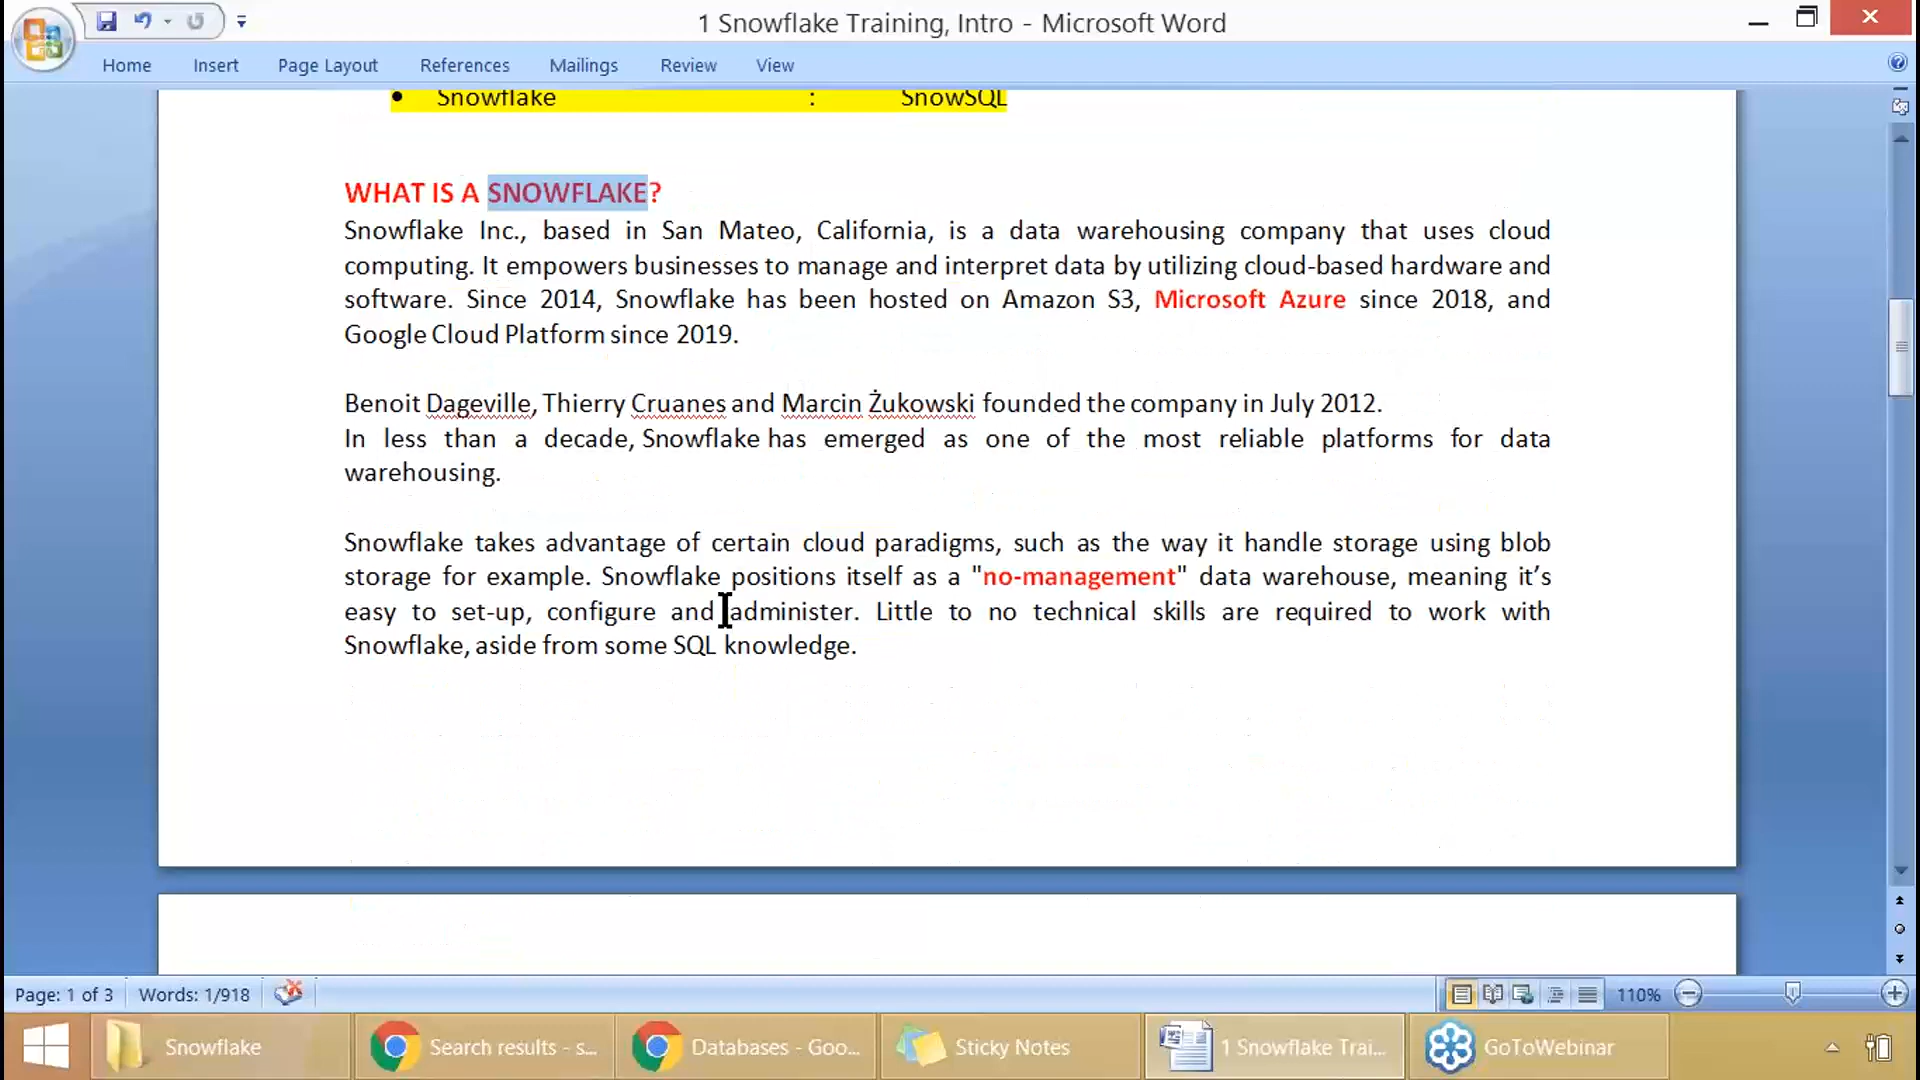 1 Snowflake Training, Intro - Microsoft Word
Home Insert Page Layout References Mailings Review View
• Snowflake : SnowSQL
WHAT IS A SNOWFLAKE?
Snowflake Inc., based in San Mateo, California, is a data warehousing company that uses cloud
computing. It empowers businesses to manage and interpret data by utilizing cloud-based hardware and
software. Since 2014, Snowflake has been hosted on Amazon S3, Microsoft Azure since 2018, and
Google Cloud Platform since 2019.
Benoit Dageville, Thierry Cruanes and Marcin Żukowski founded the company in July 2012.
In less than a decade, Snowflake has emerged as one of the most reliable platforms for data
warehousing.
Snowflake takes advantage of certain cloud paradigms, such as the way it handle storage using blob
storage for example. Snowflake positions itself as a "no-management" data warehouse, meaning it’s
easy to set-up, configure and administer. Little to no technical skills are required to work with
Snowflake, aside from some SQL knowledge.
Page: 1 of 3 Words: 1/918 110%
Snowflake Search results - s... Databases - Goo... Sticky Notes 1 Snowflake Trai... GoToWebinar